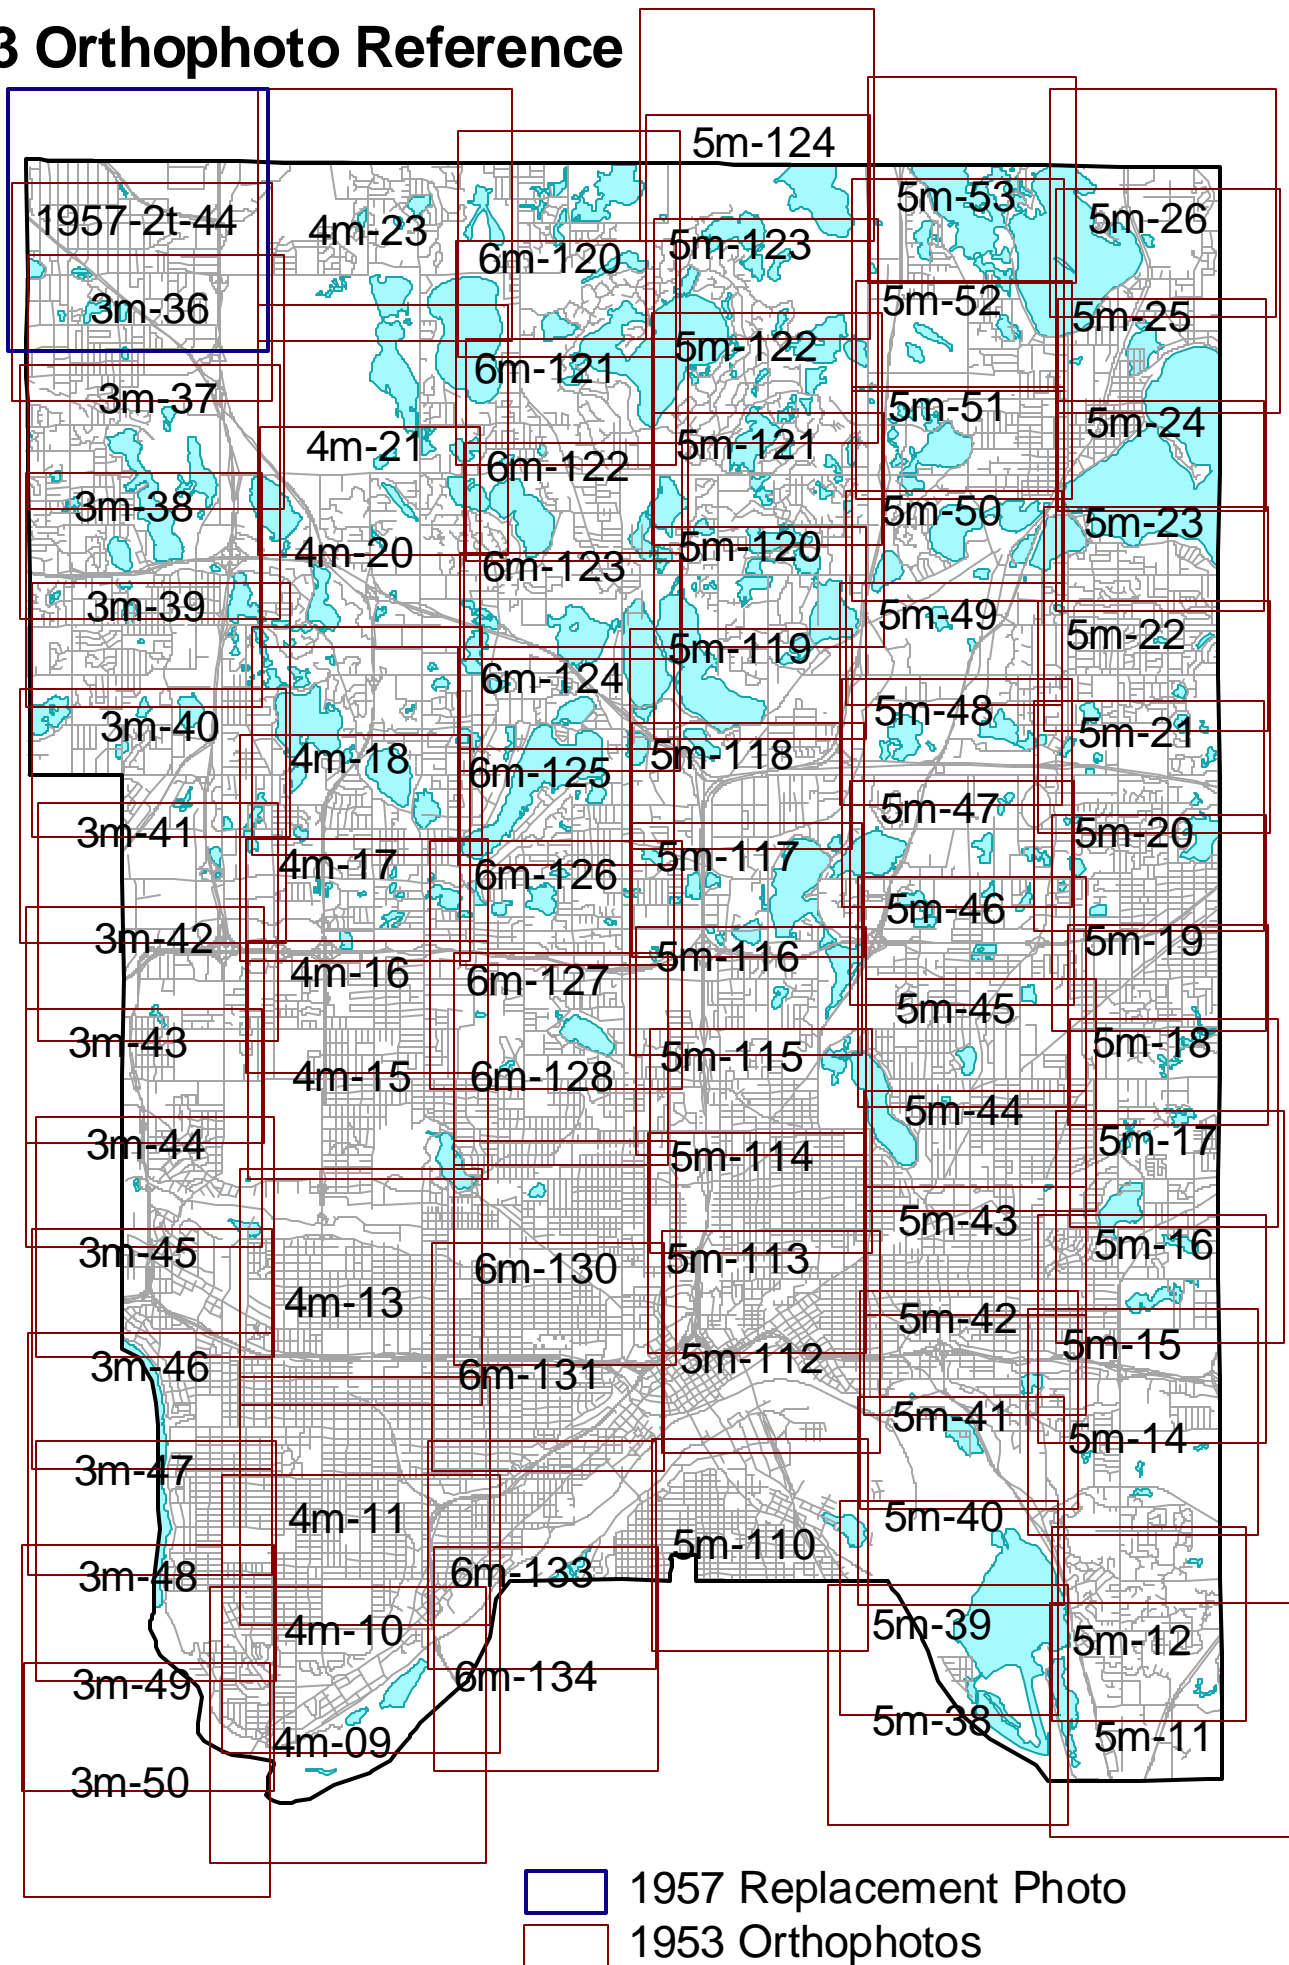 3 Orthophoto Reference
5m-124
1957-2t-44
4m-23
5m-53
5m-26
6m-120
5m-123
3m-36
5m-52
5m-25
6m-121
5m-122
3m-37
5m-51
5m-24
4m-21
6m-122
5m-121
3m-38
5m-50
5m-23
4m-20
6m-123
5m-120
3m-39
5m-49
5m-22
6m-124
5m-119
3m-40
5m-48
5m-21
4m-18
6m-125
5m-118
3m-41
5m-47
5m-20
4m-17
6m-126
5m-117
3m-42
5m-46
5m-19
4m-16
6m-127
5m-116
3m-43
5m-45
5m-18
4m-15
6m-128
5m-115
3m-44
5m-44
5m-17
5m-114
3m-45
5m-43
5m-16
6m-130
5m-113
4m-13
5m-42
5m-15
3m-46
6m-131
5m-112
5m-41
5m-14
3m-47
4m-11
5m-40
3m-48
6m-133
5m-110
4m-10
5m-39
5m-12
3m-49
6m-134
4m-09
5m-38
5m-11
3m-50
1957 Replacement Photo
1953 Orthophotos